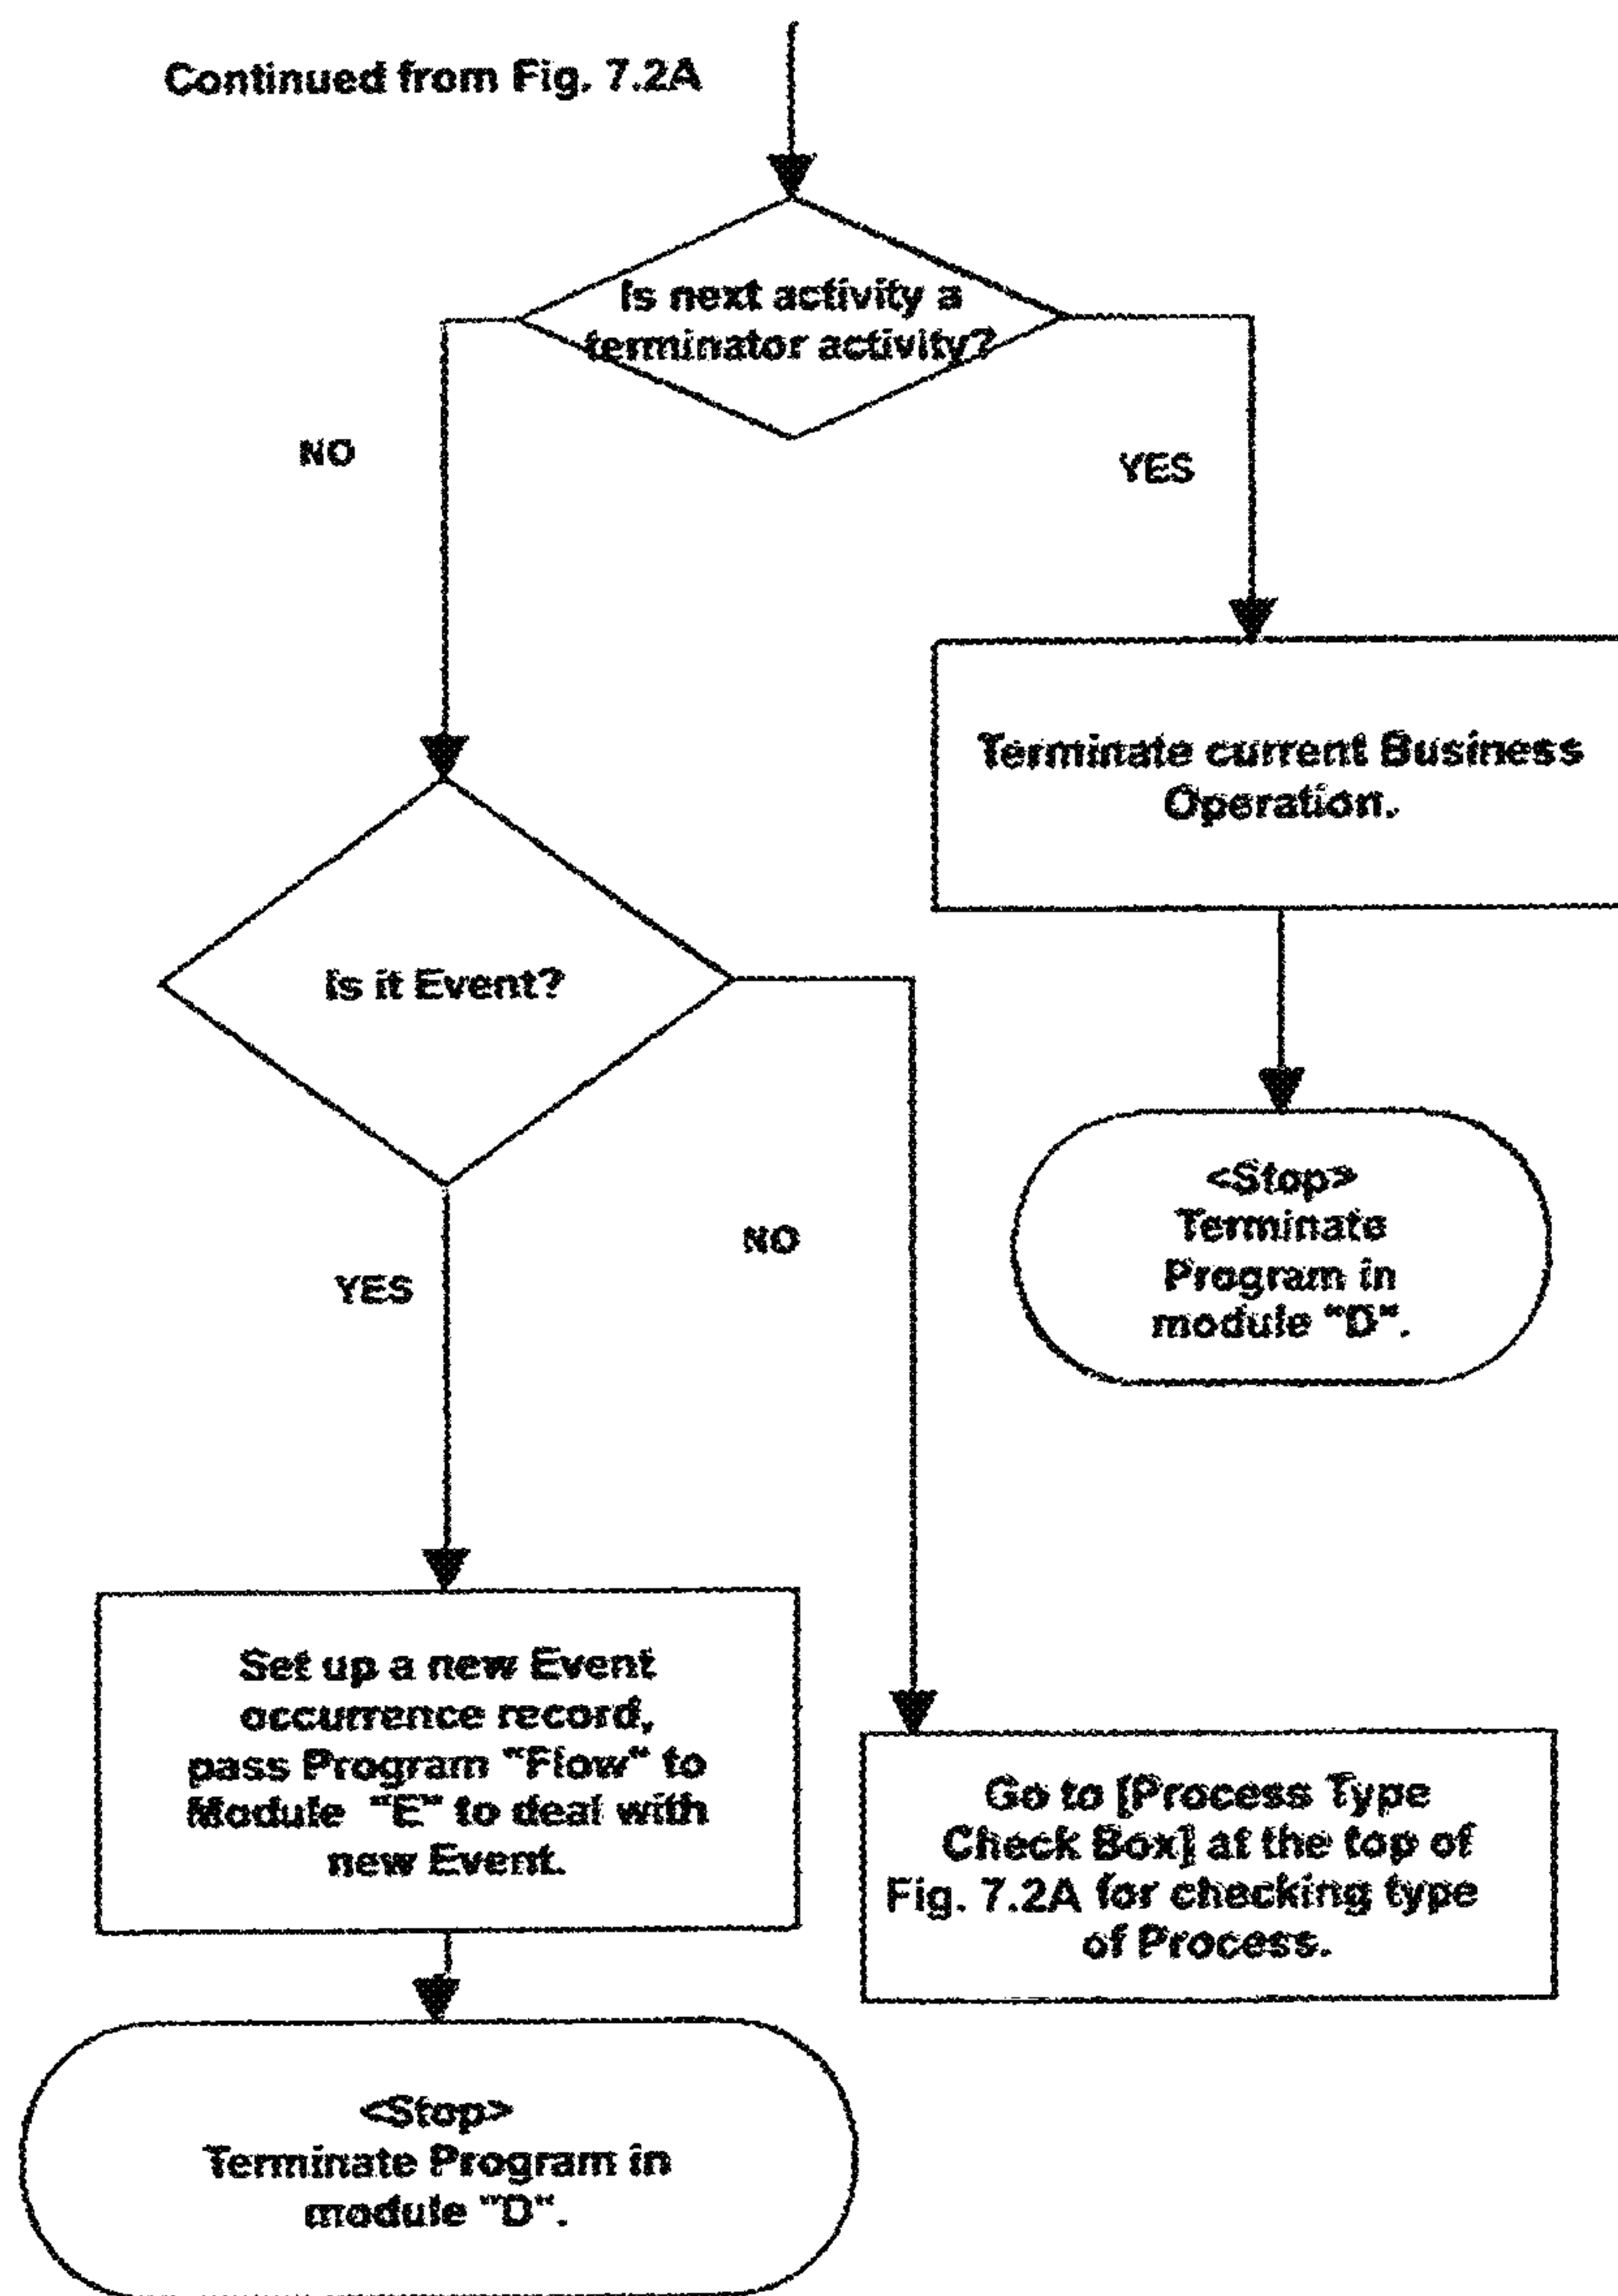 Continued from Fig. 7.2A
Is next activity a
terminator activity?
NO
YES
Terminate current Business
Operation.
Is it Event?
<Stop>
Terminate
Program in
module "D".
NO
YES
Set up a new Event
occurrence record,
pass Program "Flow" to
Module "E" to deal with
new Event.
Go to [Process Type
Check Box] at the top of
Fig. 7.2A for checking type
of Process.
<Stop>
Terminate Program in
module "D".